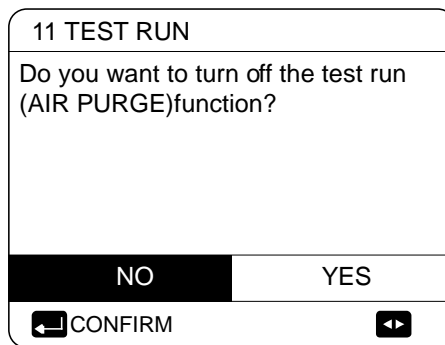 11 TEST RUN
Do you want to turn off the test run
(AIR PURGE)function?
NO YES
CONFIRM